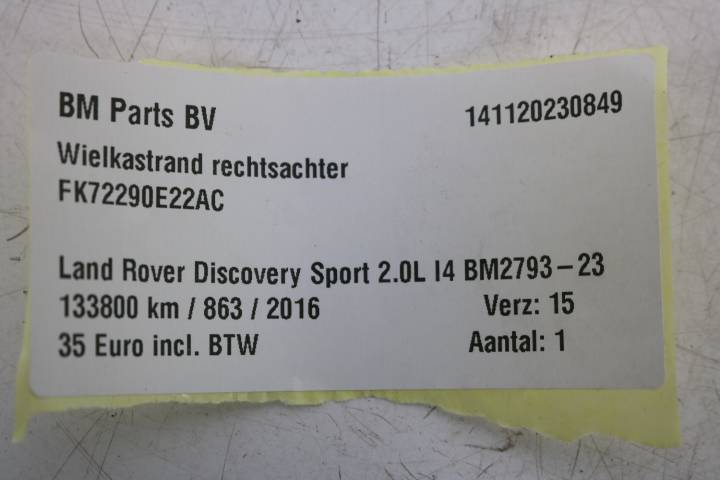 BM Parts BV 141120230849
Wielkastrand rechtsachter
FK72290E22AC
Land Rover Discovery Sport 2.0L I4 BM2793-23
133800 km / 863 / 2016 Verz: 15
35 Euro incl. BTW Aantal: 1